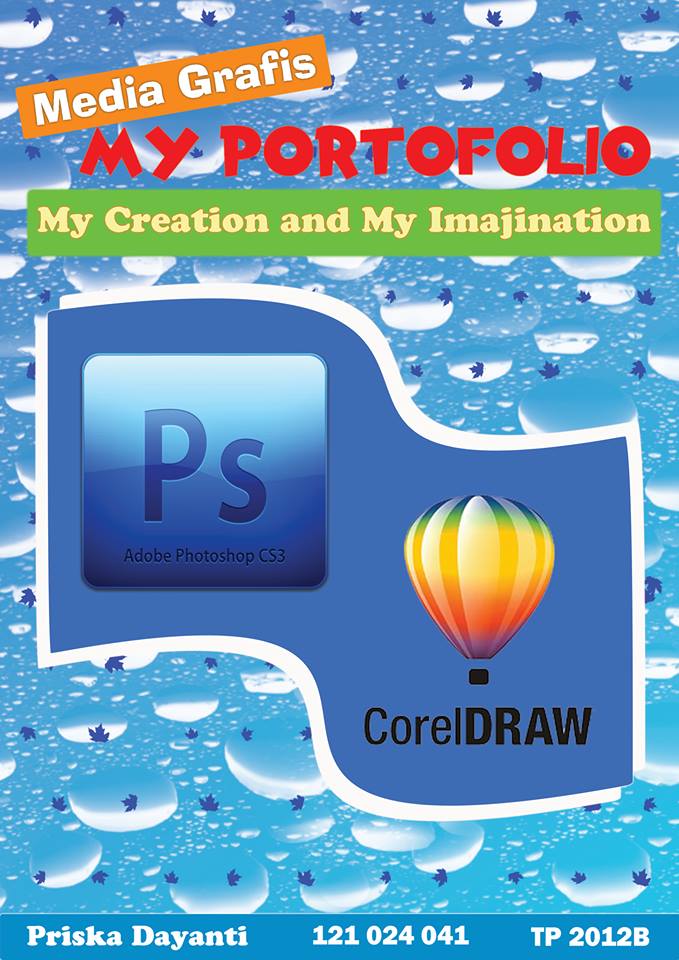 Media Grafis
MY PORTOFOLIO
My Creation and My Imajination
Ps
Adobe Photoshop CS3
CorelDRAW
Priska Dayanti 121 024 041 TP 2012B